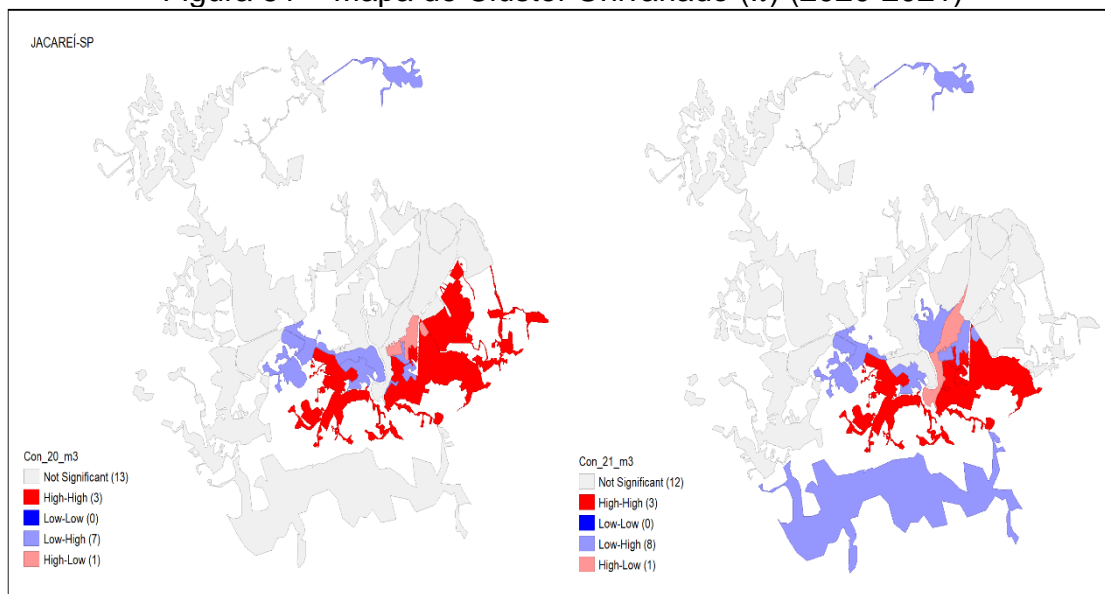 JACAREÍ-SP
Con_20_m3
Not Significant (13)
High-High (3)
Low-Low (0)
Low-High (7)
High-Low (1)
Con_21_m3
Not Significant (12)
High-High (3)
Low-Low (0)
Low-High (8)
High-Low (1)